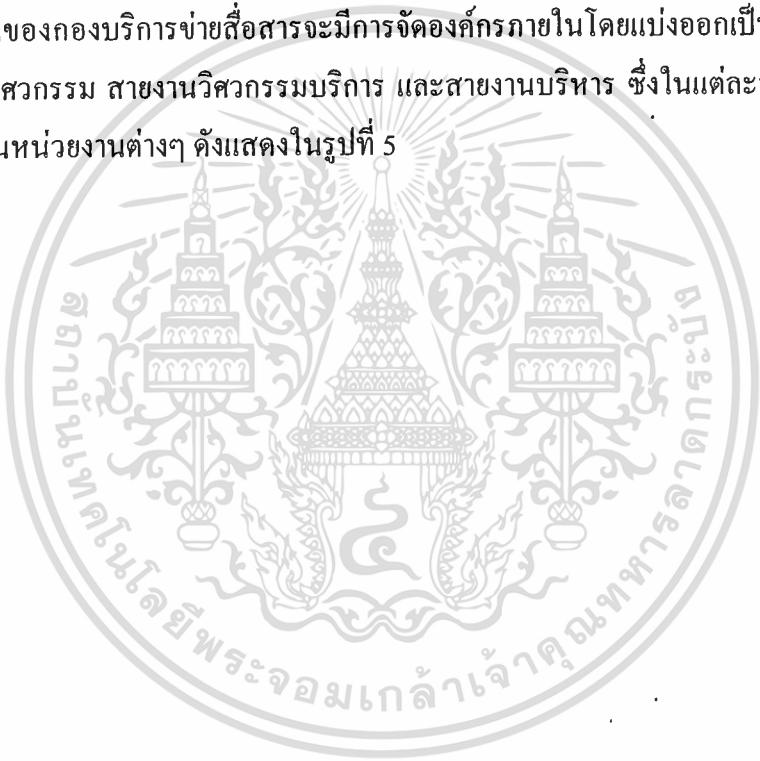 ของกองบริการข่ายสื่อสารจะมีการจัดองค์กรภายในโดยแบ่งออกเป็น
ศวกรรม สายงานวิศวกรรมบริการ และสายงานบริหาร ซึ่งในแต่ละ
หน่วยงานต่างๆ ดังแสดงในรูปที่ 5
สถาบันเทคโนโลยีพระจอมเกล้าเจ้าคุณทหารลาดกระบัง